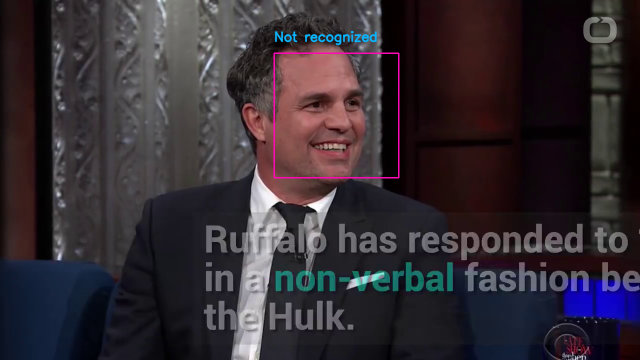 Not recognized
Ruffalo has responded to
in a non-verbal fashion be
the Hulk.